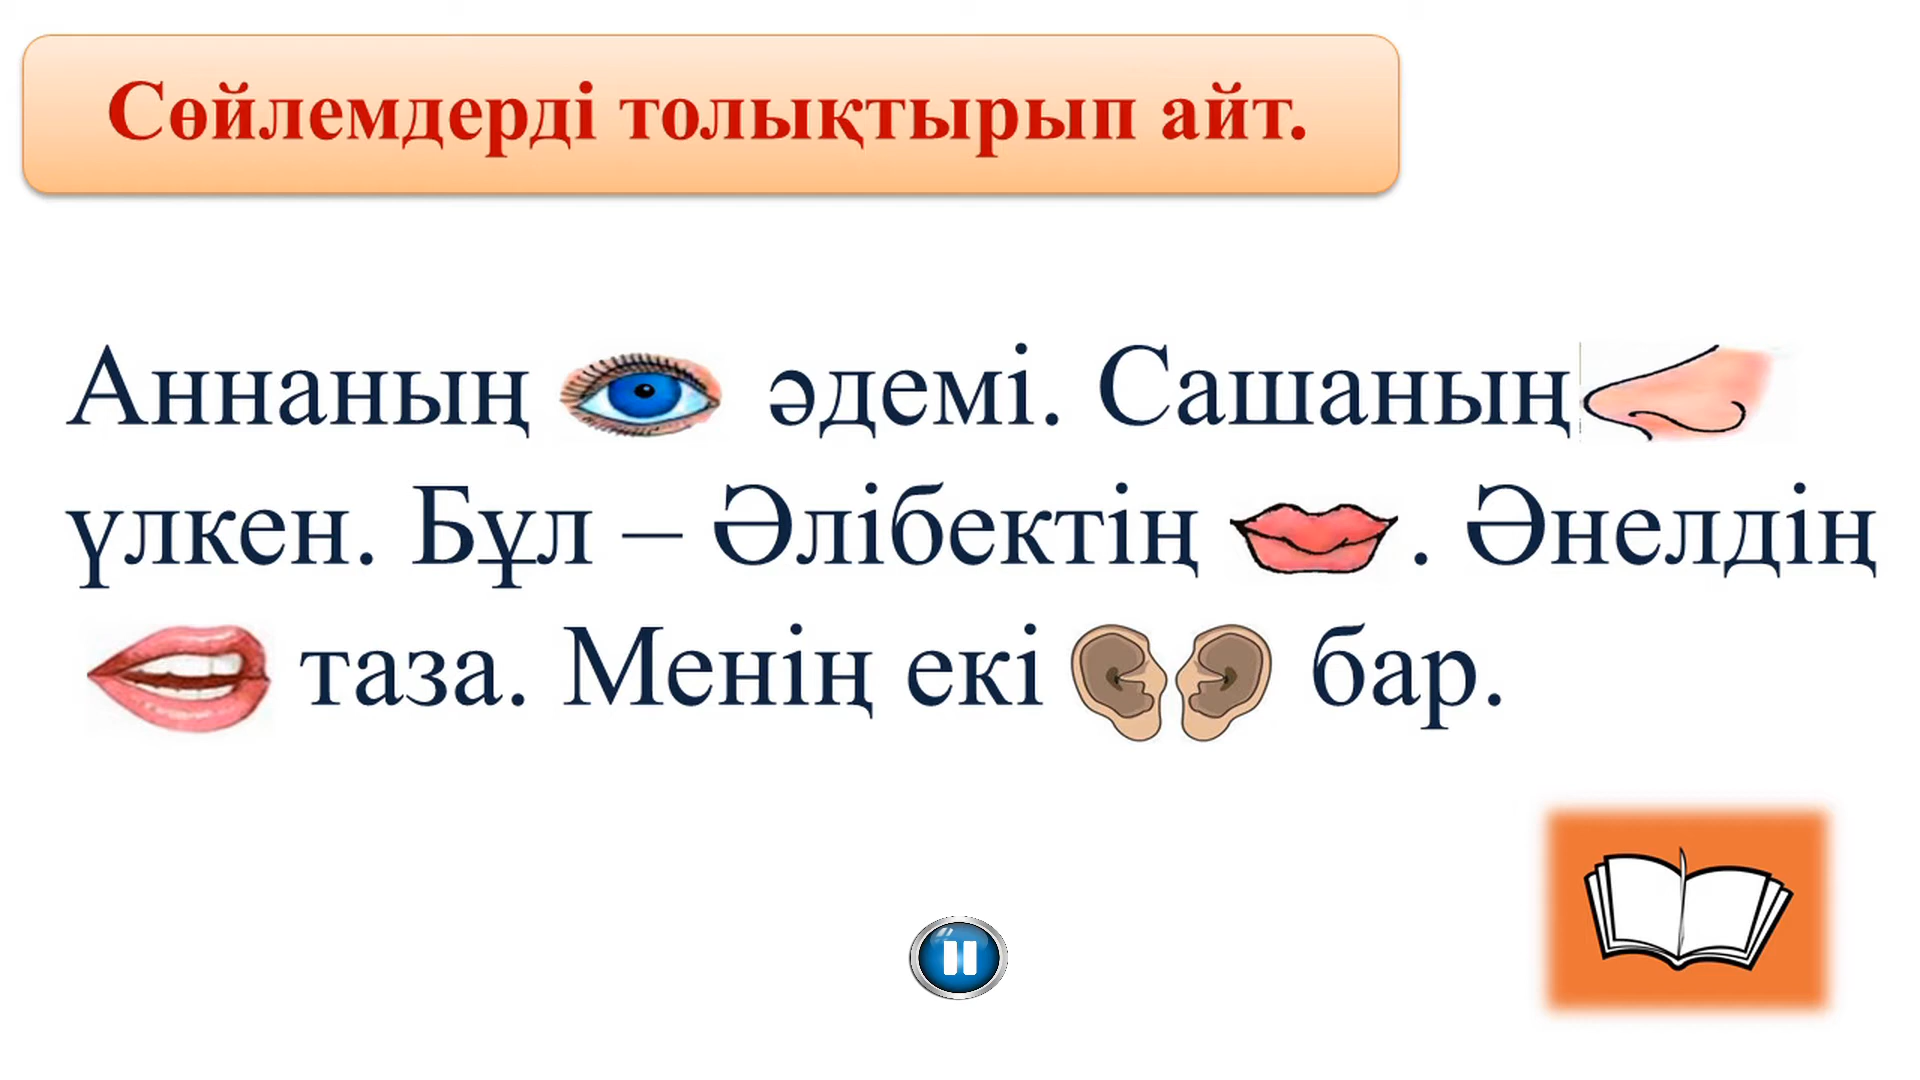 Сөйлемдерді толықтырып айт.
Аннаның әдемі. Сашаның
үлкен. Бұл – Әлібектің . Әнелдің
таза. Менің екі бар.